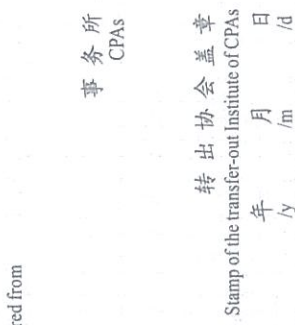 red from
事务所
CPAs
转出协会盖章
Stamp of the transfer-out Institute of CPAs
年 月 日
/y /m /d